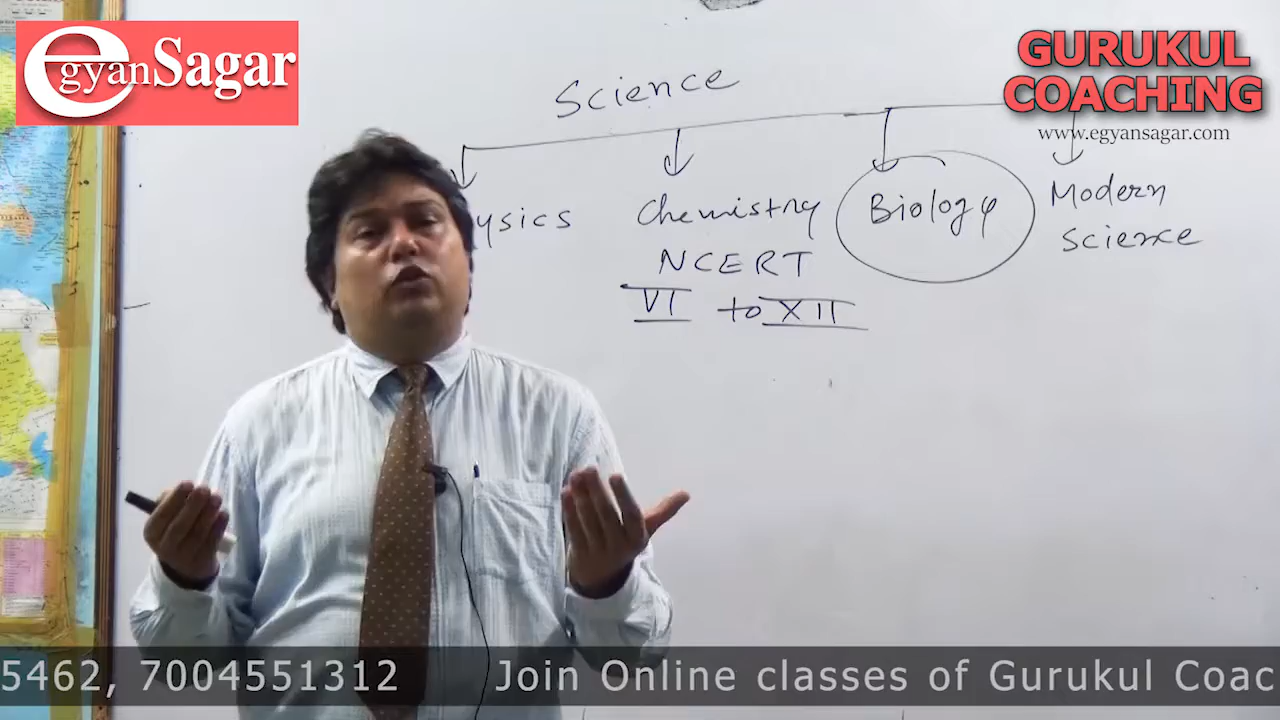 egyanSagar
GURUKUL
COACHING
www.egyansagar.com
Science
ysics
Chemistry
Biology
Modern
Science
NCERT
VI to XII
5462, 7004551312 Join Online classes of Gurukul Coac